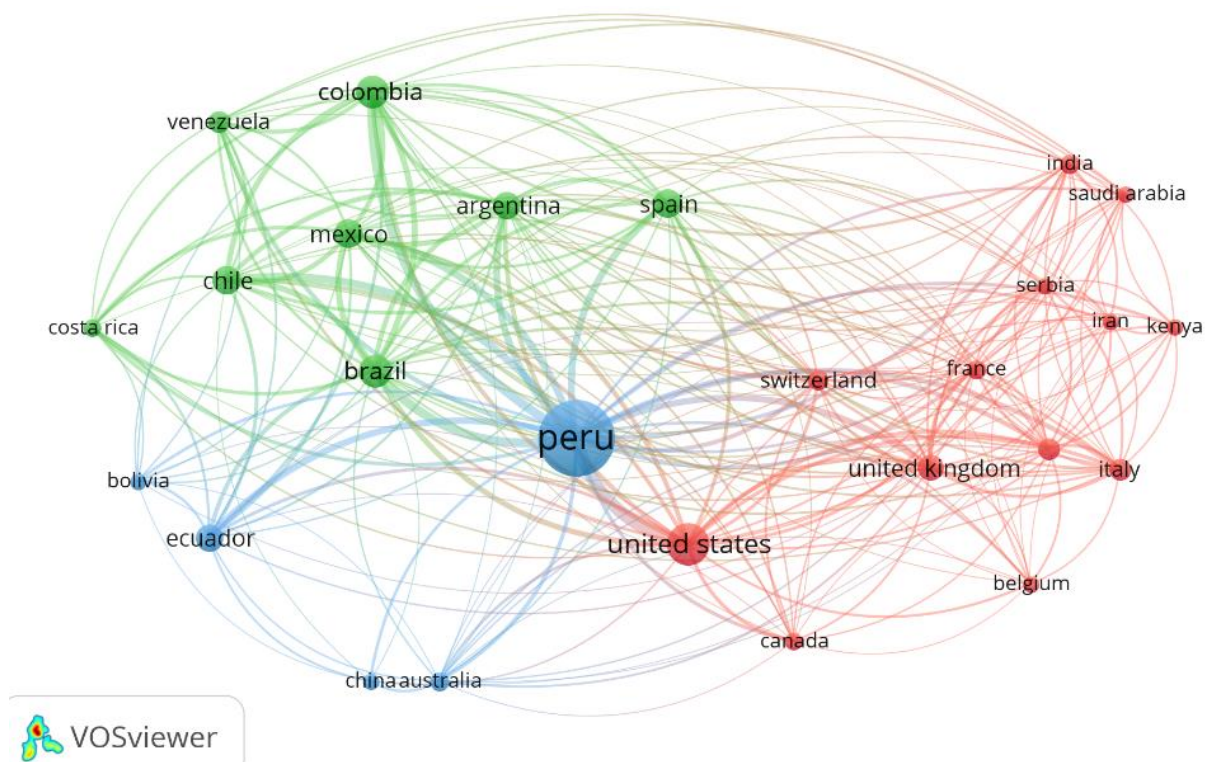 colombia
venezuela
india
saudi arabia
argentina
spain
mexico
chile
serbia
costa rica
iran
kenya
brazil
switzerland
france
peru
united kingdom
italy
bolivia
ecuador
united states
belgium
canada
china
australia
VOSviewer